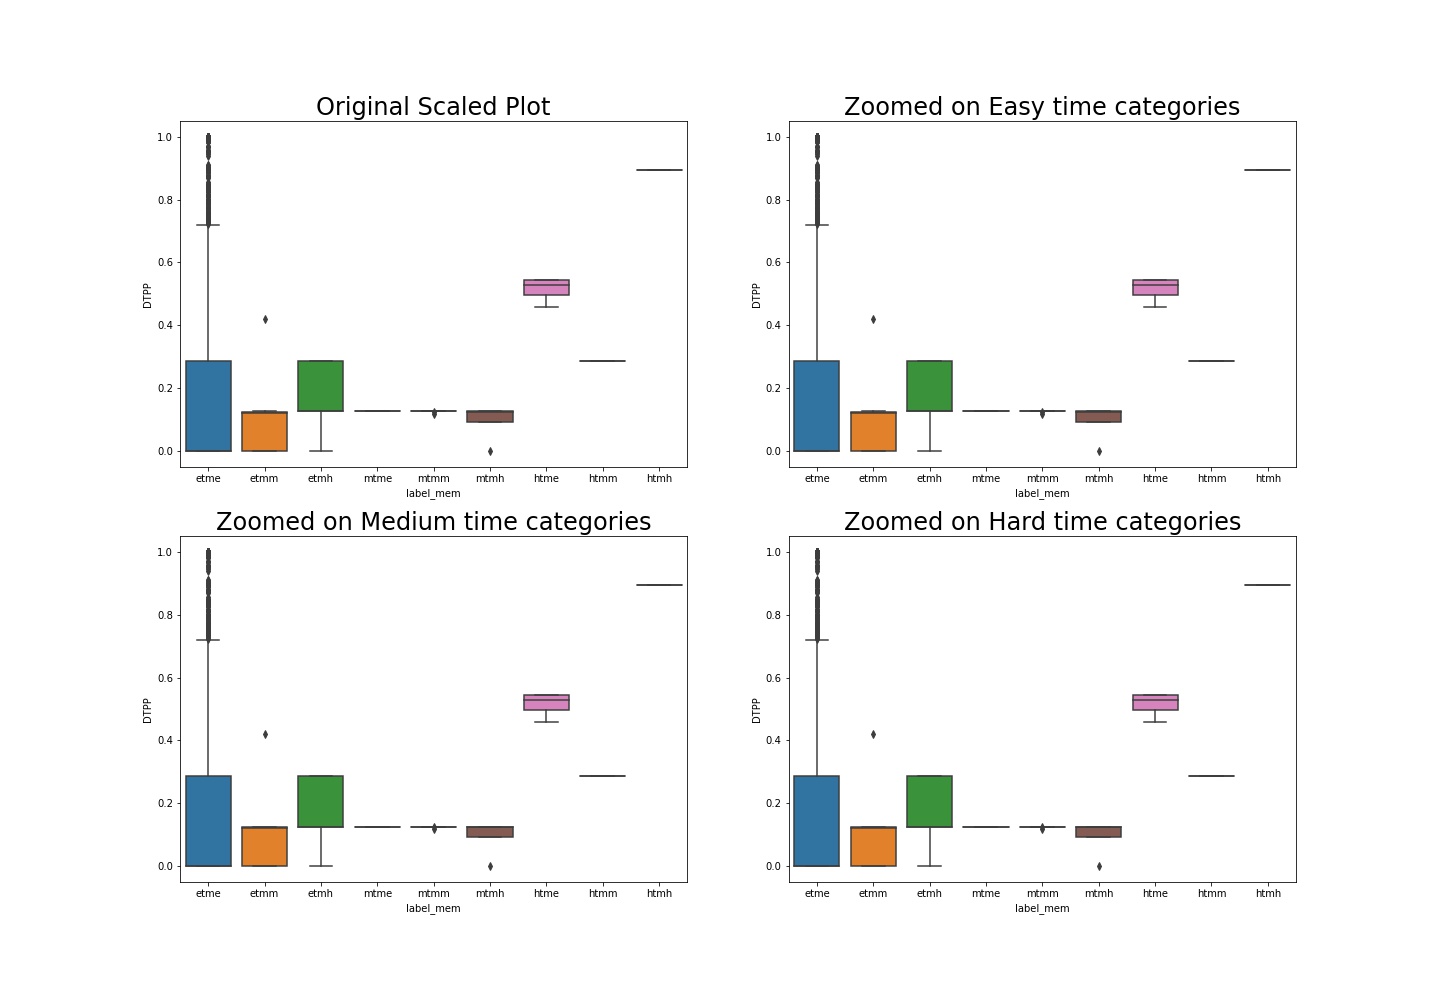 Original Scaled Plot
1.0
0.8
0.6
0.4
0.2
0.0
DTPP
etme etmm etmh mtme mtmm mtmh htme htmm htmh
label_mem
Zoomed on Easy time categories
1.0
0.8
0.6
0.4
0.2
0.0
DTPP
etme etmm etmh mtme mtmm mtmh htme htmm htmh
label_mem
Zoomed on Medium time categories
1.0
0.8
0.6
0.4
0.2
0.0
DTPP
etme etmm etmh mtme mtmm mtmh htme htmm htmh
label_mem
Zoomed on Hard time categories
1.0
0.8
0.6
0.4
0.2
0.0
DTPP
etme etmm etmh mtme mtmm mtmh htme htmm htmh
label_mem